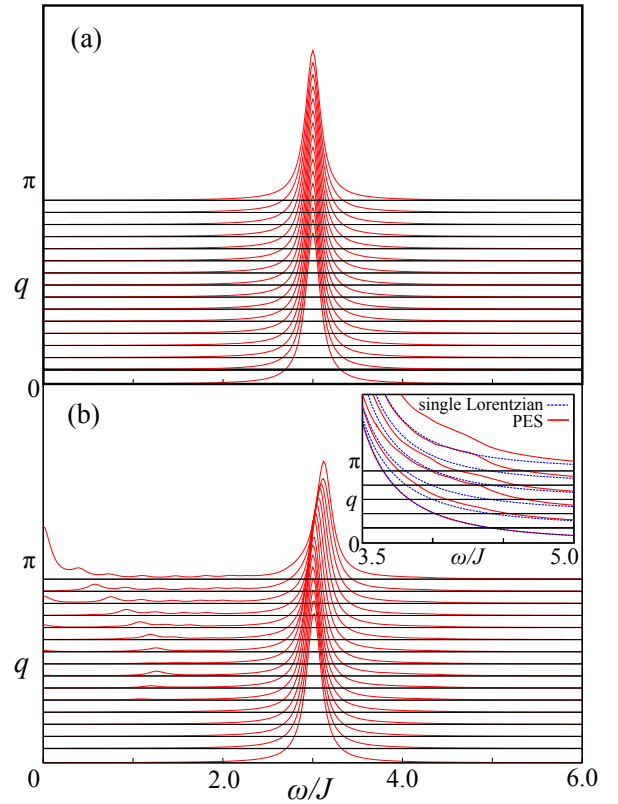 (a)
π
q
0
(b)
single Lorentzian
PES
π
q
0
3.5
ω/J
5.0
π
q
0
2.0
ω/J
4.0
6.0